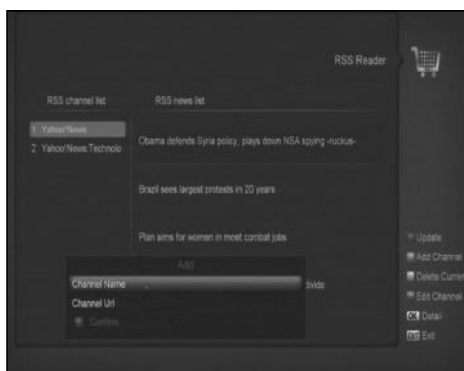 RSS Reader
RSS channel list
RSS news list
1 Yahoo!News
2 Yahoo!News:Technolo
Obama defends Syria policy, plays down NSA spying -ruckus-
Brazil sees largest protests in 20 years
Plan aims for women in most combat jobs
divide
Add
Channel Name
Channel Url
Confirm
Update
Add Channel
Delete Curren
Edit Channel
OK Detail
EXIT Exit